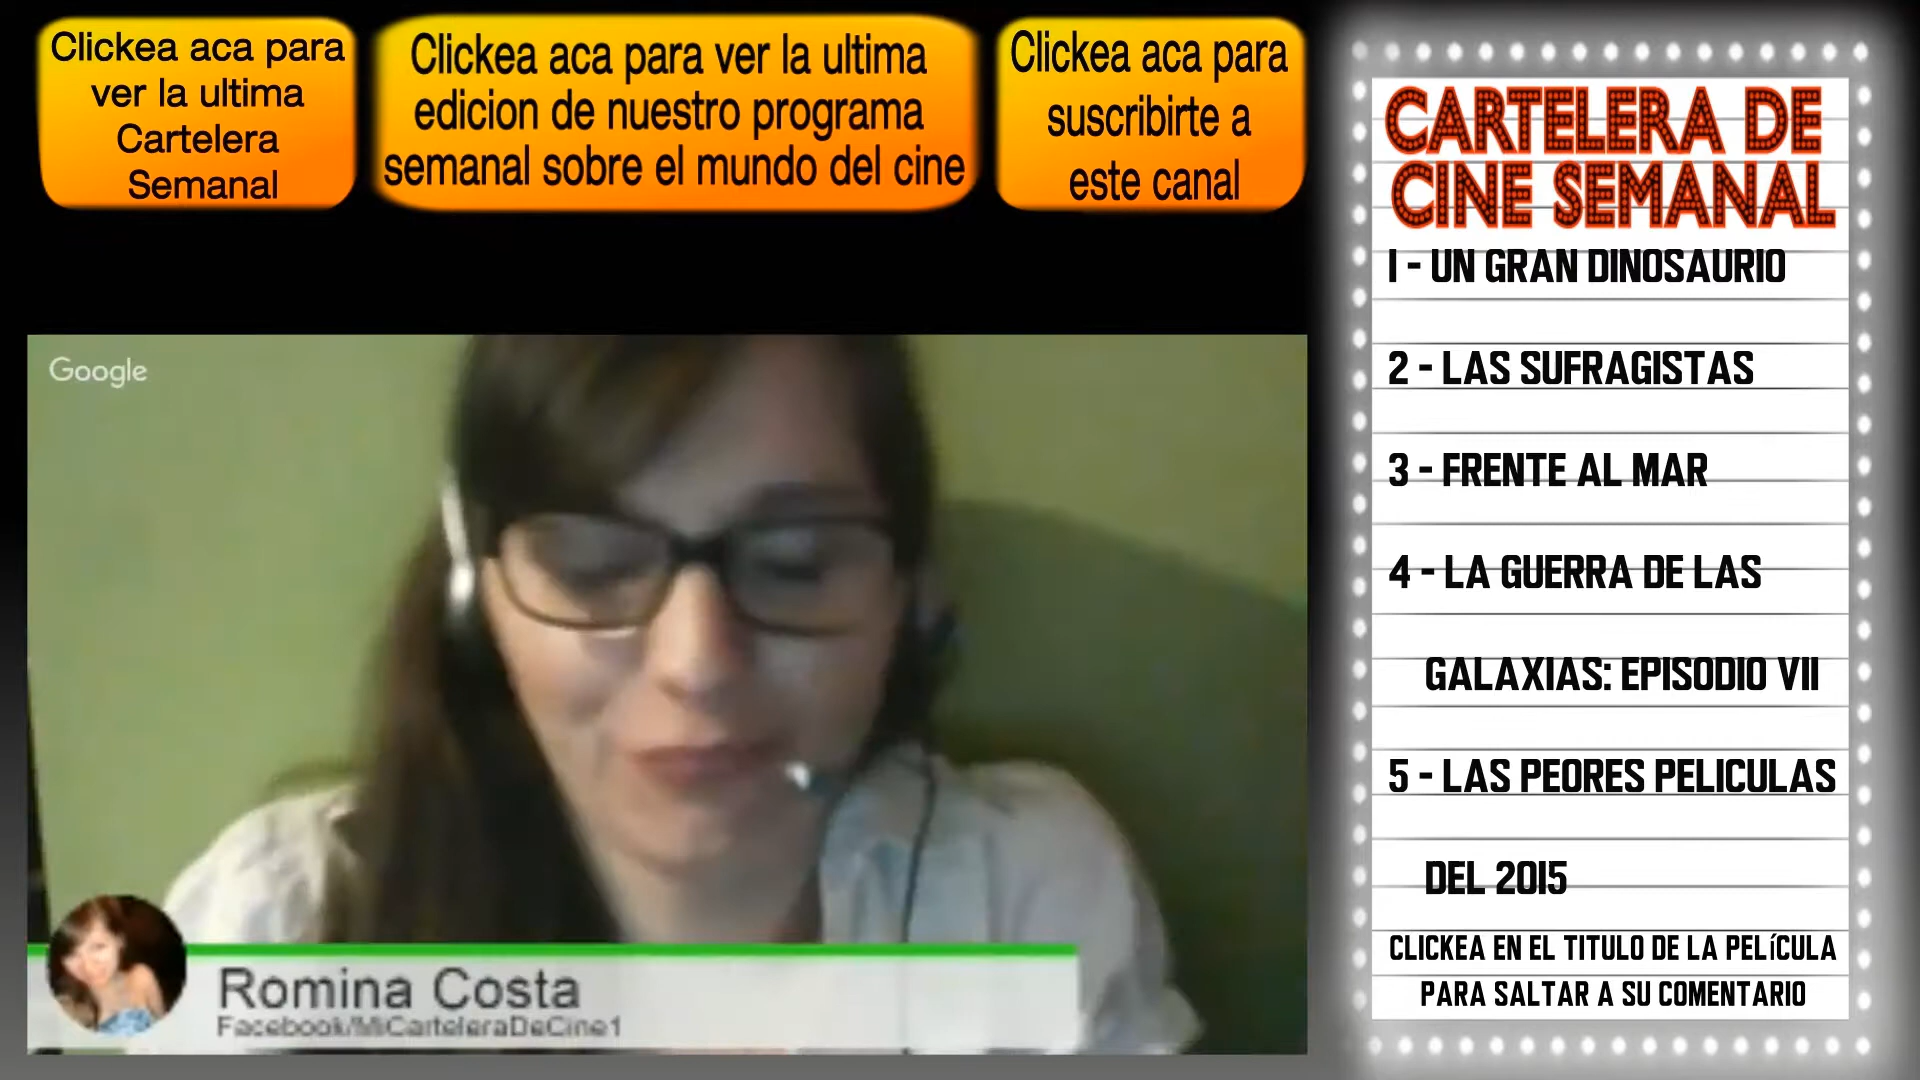 Clickea aca para
ver la ultima
Cartelera
Semanal
Clickea aca para ver la ultima
edicion de nuestro programa
semanal sobre el mundo del cine
Clickea aca para
suscribirte a
este canal
Google
Romina Costa
Facebook/MiCarteleraDeCine1
CARTELERA DE
CINE SEMANAL
1 - UN GRAN DINOSAURIO
2 - LAS SUFRAGISTAS
3 - FRENTE AL MAR
4 - LA GUERRA DE LAS
GALAXIAS: EPISODIO VII
5 - LAS PEORES PELICULAS
DEL 2015
CLICKEA EN EL TITULO DE LA PELíCULA
PARA SALTAR A SU COMENTARIO